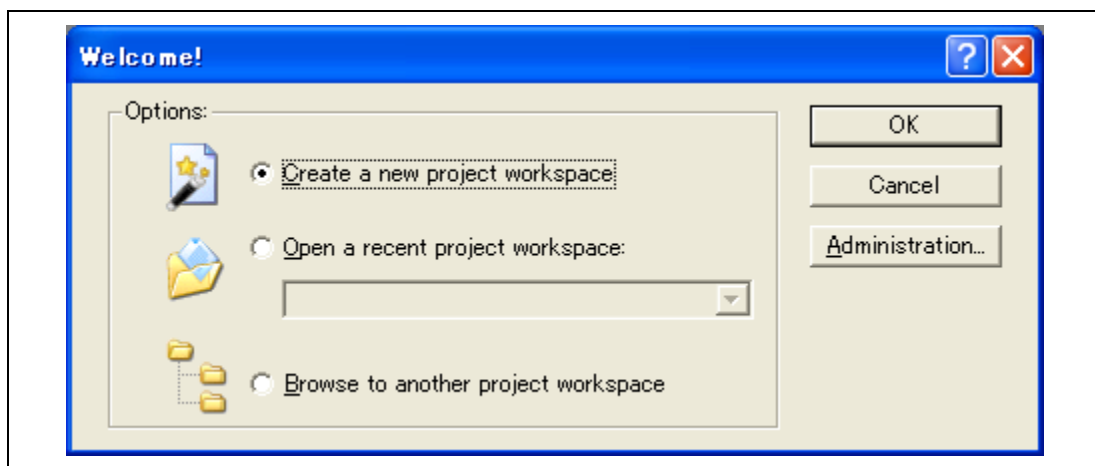 Welcome!
Options:
Create a new project workspace
Open a recent project workspace:
Browse to another project workspace
OK
Cancel
Administration...